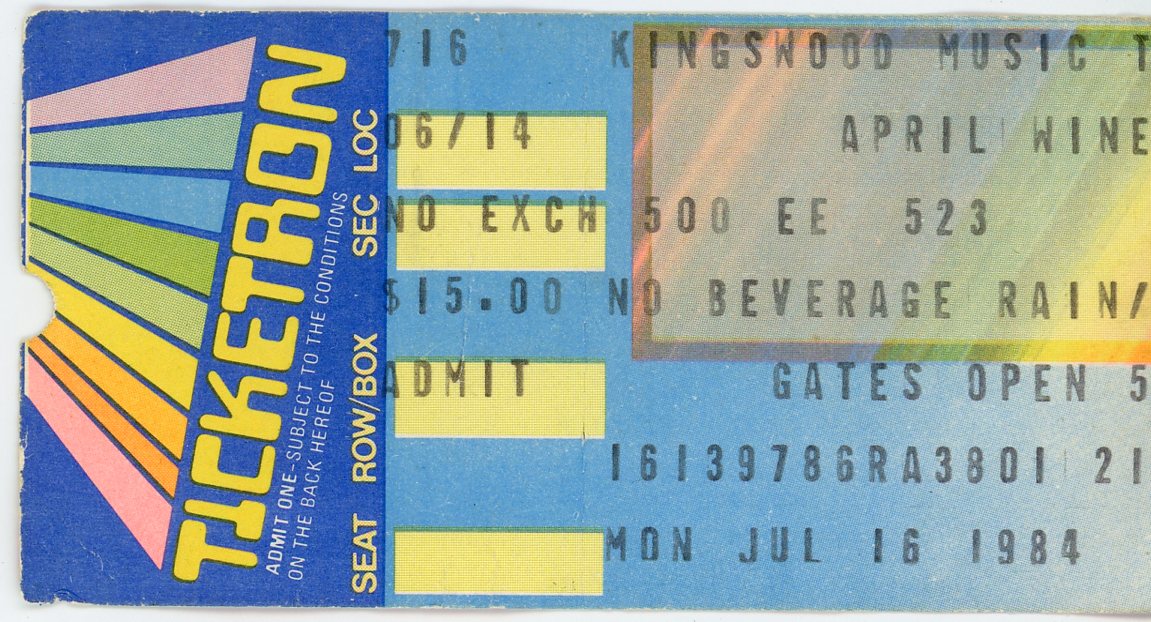 TICKETRON
ADMIT ONE-SUBJECT TO THE CONDITIONS
ON THE BACK HEREOF
SEAT ROW/BOX SEC LOC
716 KINGSWOOD MUSIC T
06/14 APRIL WINE
NO EXCH 500 EE 523
$15.00 NO BEVERAGE RAIN/
ADMIT GATES OPEN 5
16139786RA3801 21
MON JUL 16 1984